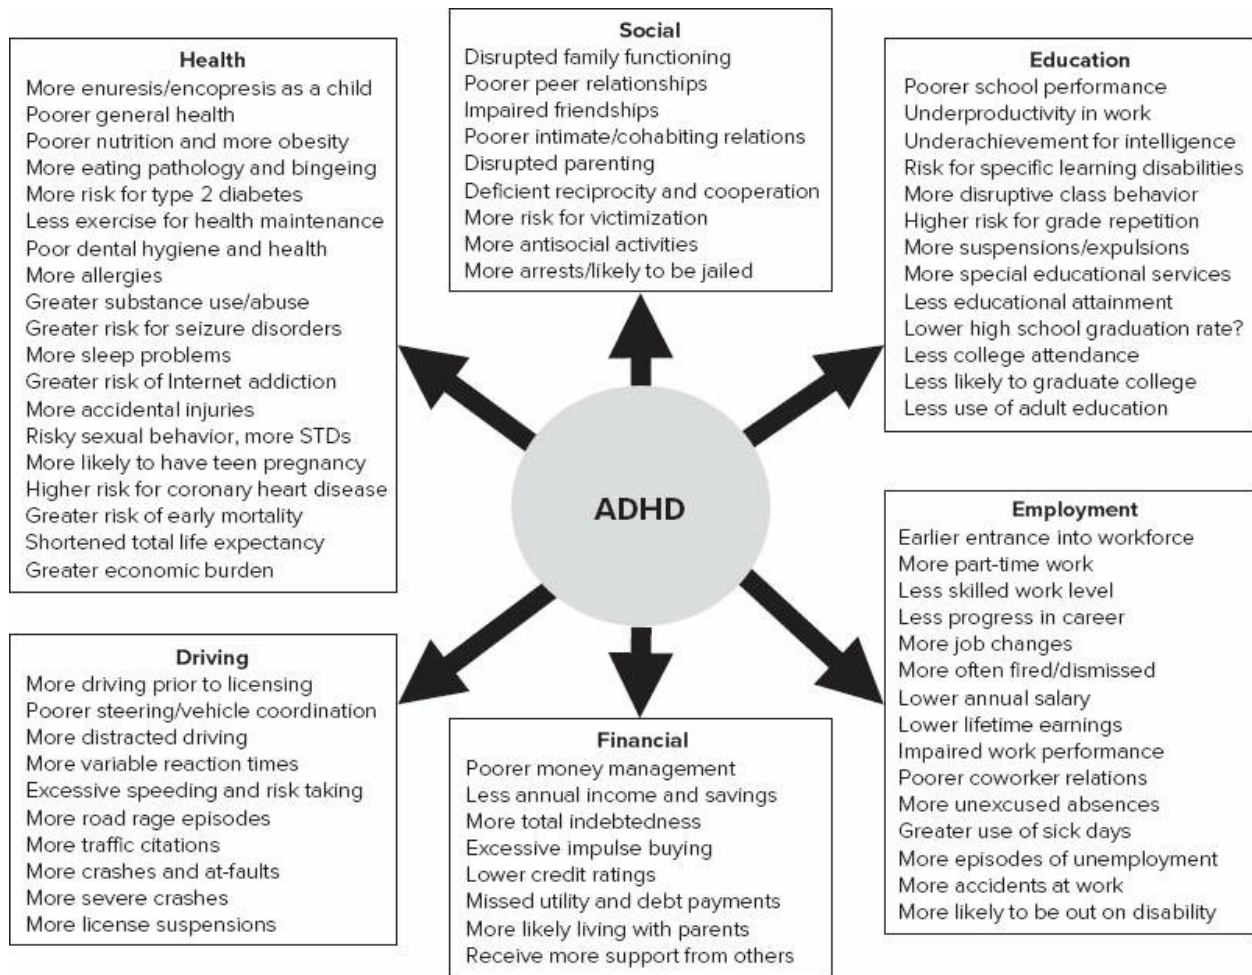 Health
More enuresis/encopresis as a child
Poorer general health
Poorer nutrition and more obesity
More eating pathology and bingeing
More risk for type 2 diabetes
Less exercise for health maintenance
Poor dental hygiene and health
More allergies
Greater substance use/abuse
Greater risk for seizure disorders
More sleep problems
Greater risk of Internet addiction
More accidental injuries
Risky sexual behavior, more STDs
More likely to have teen pregnancy
Higher risk for coronary heart disease
Greater risk of early mortality
Shortened total life expectancy
Greater economic burden
Social
Disrupted family functioning
Poorer peer relationships
Impaired friendships
Poorer intimate/cohabiting relations
Disrupted parenting
Deficient reciprocity and cooperation
More risk for victimization
More antisocial activities
More arrests/likely to be jailed
Education
Poorer school performance
Underproductivity in work
Underachievement for intelligence
Risk for specific learning disabilities
More disruptive class behavior
Higher risk for grade repetition
More suspensions/expulsions
More special educational services
Less educational attainment
Lower high school graduation rate?
Less college attendance
Less likely to graduate college
Less use of adult education
ADHD
Driving
More driving prior to licensing
Poorer steering/vehicle coordination
More distracted driving
More variable reaction times
Excessive speeding and risk taking
More road rage episodes
More traffic citations
More crashes and at-faults
More severe crashes
More license suspensions
Financial
Poorer money management
Less annual income and savings
More total indebtedness
Excessive impulse buying
Lower credit ratings
Missed utility and debt payments
More likely living with parents
Receive more support from others
Employment
Earlier entrance into workforce
More part-time work
Less skilled work level
Less progress in career
More job changes
More often fired/dismissed
Lower annual salary
Lower lifetime earnings
Impaired work performance
Poorer coworker relations
More unexcused absences
Greater use of sick days
More episodes of unemployment
More accidents at work
More likely to be out on disability